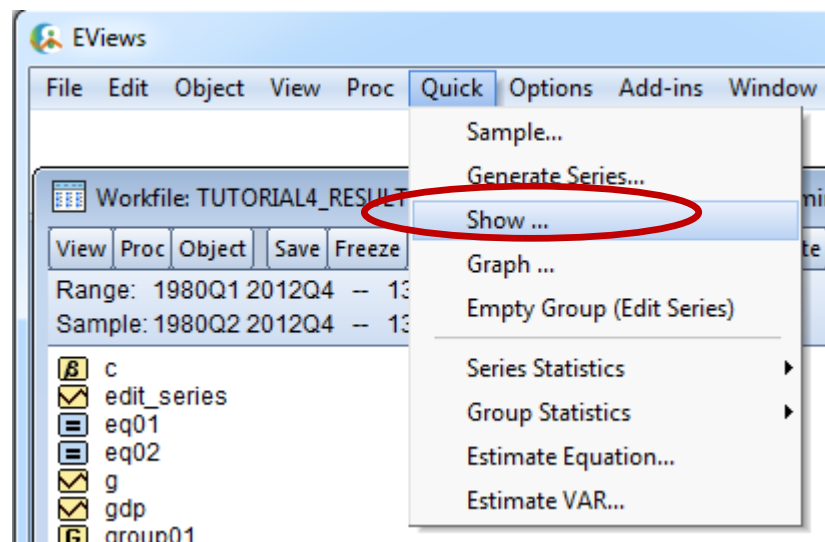 EViews
File Edit Object View Proc Quick Options Add-ins Window
Sample...
Generate Series...
Show ...
Graph ...
Empty Group (Edit Series)
Series Statistics
Group Statistics
Estimate Equation...
Estimate VAR...
Workfile: TUTORIAL4_RESULT
View Proc Object Save Freeze
Range: 1980Q1 2012Q4 -- 13
Sample: 1980Q2 2012Q4 -- 13
β c
edit_series
= eq01
= eq02
g
gdp
G group01